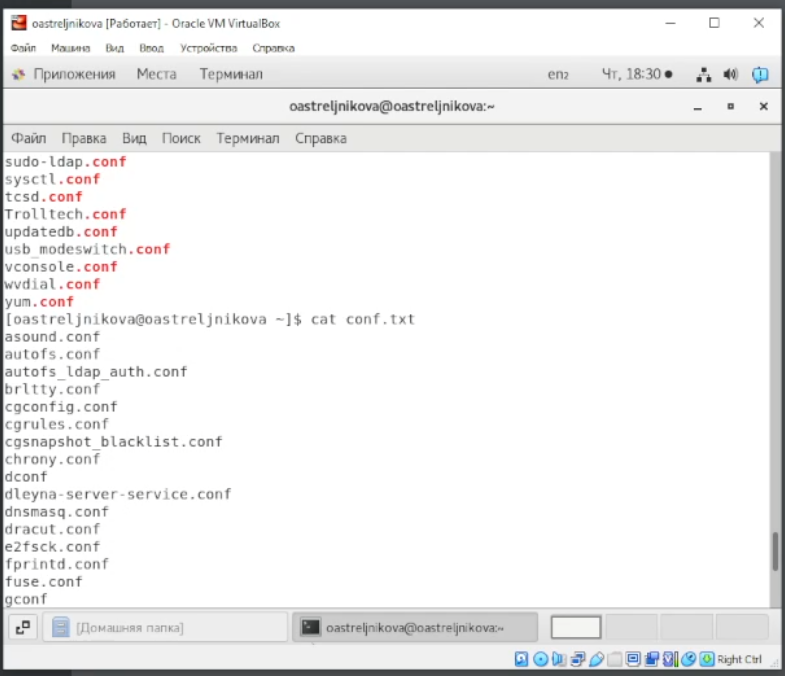 oastreljnikova [Работает] - Oracle VM VirtualBox
Файл Машина Вид Ввод Устройства Справка
Приложения Места Терминал en₂ Чт, 18:30
oastreljnikova@oastreljnikova:~
Файл Правка Вид Поиск Терминал Справка
sudo-ldap.conf
sysctl.conf
tcsd.conf
Trolltech.conf
updatedb.conf
usb_modeswitch.conf
vconsole.conf
wvdial.conf
yum.conf
[oastreljnikova@oastreljnikova ~]$ cat conf.txt
asound.conf
autofs.conf
autofs_ldap_auth.conf
brltty.conf
cgconfig.conf
cgrules.conf
cgsnapshot_blacklist.conf
chrony.conf
dconf
dleyna-server-service.conf
dnsmasq.conf
dracut.conf
e2fsck.conf
fprintd.conf
fuse.conf
gconf
[Домашняя папка] oastreljnikova@oastreljnikova:~
Right Ctrl